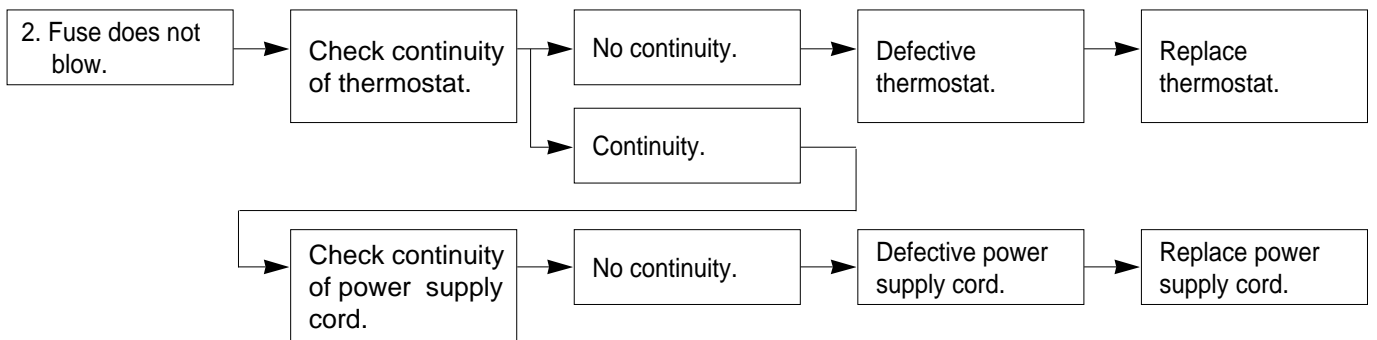 2. Fuse does not
blow.
Check continuity
of thermostat.
No continuity.
Defective
thermostat.
Replace
thermostat.
Continuity.
Check continuity
of power supply
cord.
No continuity.
Defective power
supply cord.
Replace power
supply cord.